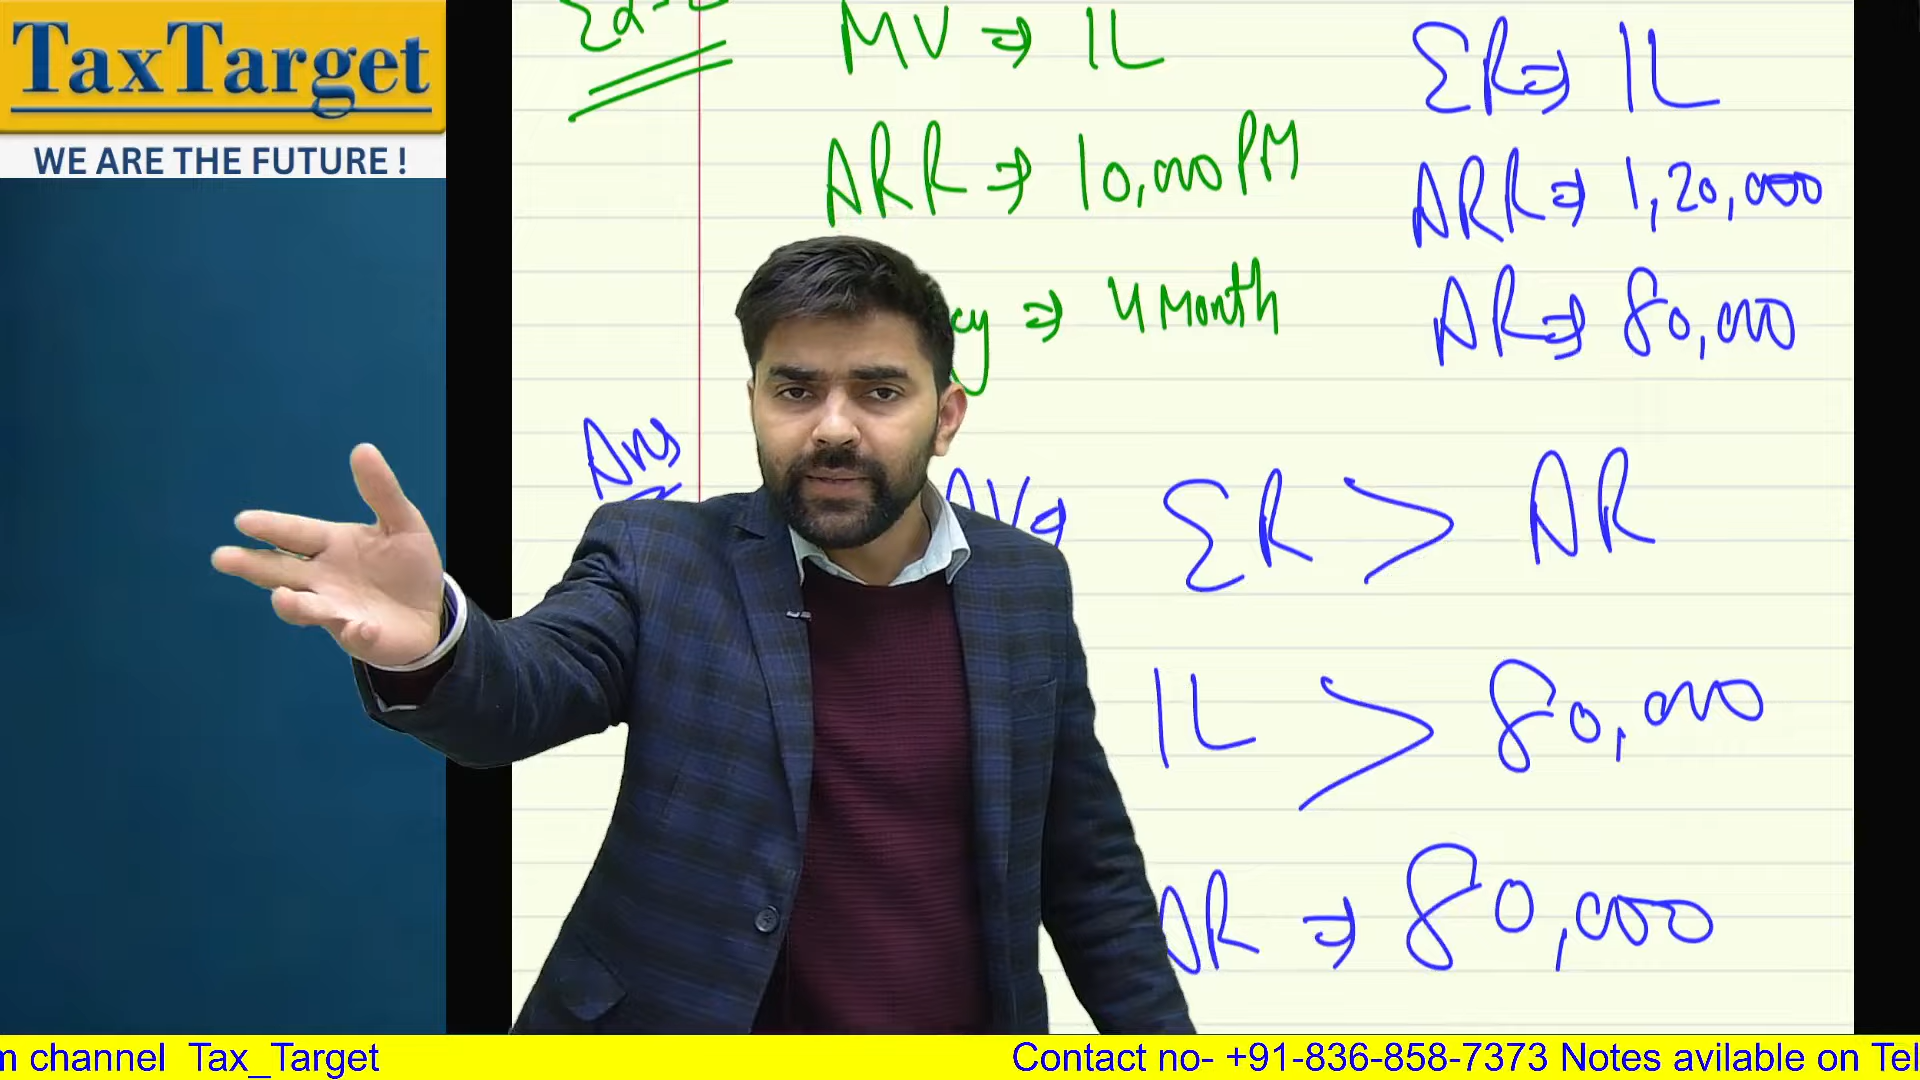 TaxTarget
WE ARE THE FUTURE !
MV ⇒ 1L
ARR ⇒ 10,000 PM
cy ⇒ 4 Month
ER ⇒ 1L
ARR ⇒ 1,20,000
AR ⇒ 80,000
Ans
ER > AR
1L > 80,000
AR ⇒ 80,000
m channel Tax_Target
Contact no- +91-836-858-7373 Notes avilable on Tel